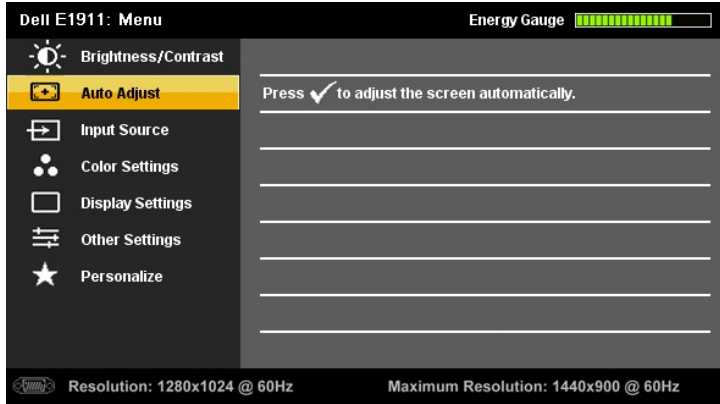 Dell E1911: Menu
Energy Gauge
Brightness/Contrast
Auto Adjust
Press ✓ to adjust the screen automatically.
Input Source
Color Settings
Display Settings
Other Settings
Personalize
Resolution: 1280x1024 @ 60Hz
Maximum Resolution: 1440x900 @ 60Hz